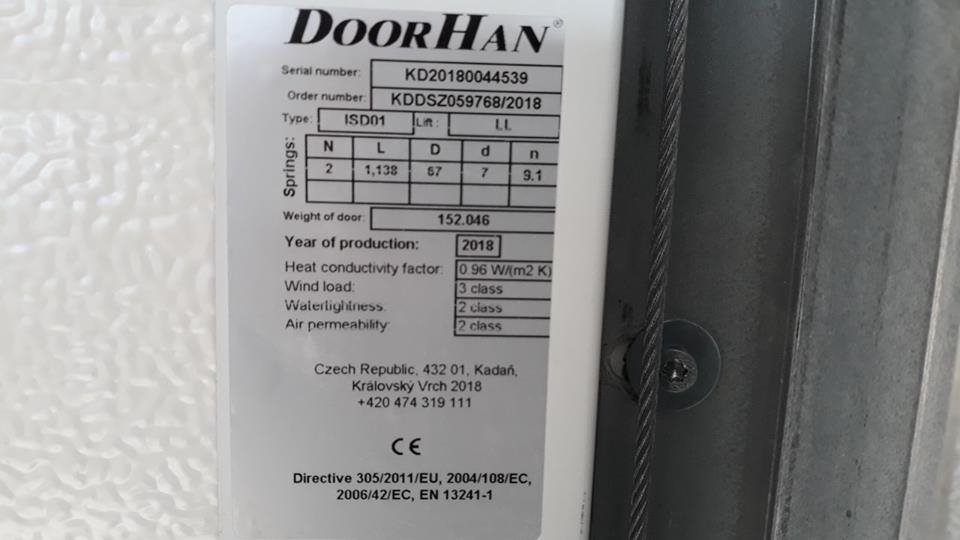 DOORHAN®
Serial number: KD20180044539
Order number: KDDSZ059768/2018
Type: ISD01 Lift: LL
Springs:
N L D d n
2 1,138 67 7 9.1
Weight of door: 152.046
Year of production: 2018
Heat conductivity factor: 0.96 W/(m2 K)
Wind load: 3 class
Watertightness: 2 class
Air permeability: 2 class
Czech Republic, 432 01, Kadaň,
Královský Vrch 2018
+420 474 319 111
CE
Directive 305/2011/EU, 2004/108/EC,
2006/42/EC, EN 13241-1